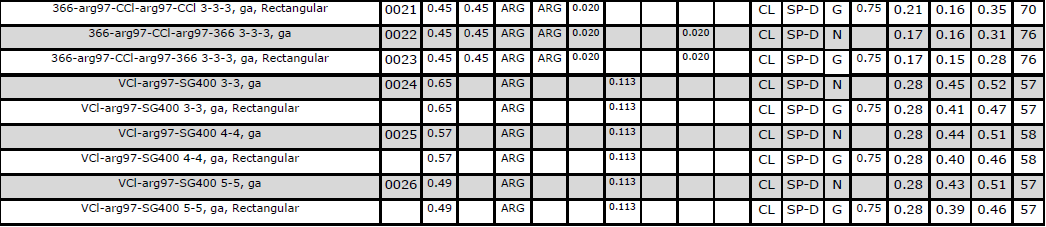 366-arg97-CCl-arg97-CCl 3-3-3, ga, Rectangular 0021 0.45 0.45 ARG ARG 0.020 CL SP-D G 0.75 0.21 0.16 0.35 70
366-arg97-CCl-arg97-366 3-3-3, ga 0022 0.45 0.45 ARG ARG 0.020 0.020 CL SP-D N 0.17 0.16 0.31 76
366-arg97-CCl-arg97-366 3-3-3, ga, Rectangular 0023 0.45 0.45 ARG ARG 0.020 0.020 CL SP-D G 0.75 0.17 0.15 0.28 76
VCl-arg97-SG400 3-3, ga 0024 0.65 ARG 0.113 CL SP-D N 0.28 0.45 0.52 57
VCl-arg97-SG400 3-3, ga, Rectangular 0.65 ARG 0.113 CL SP-D G 0.75 0.28 0.41 0.47 57
VCl-arg97-SG400 4-4, ga 0025 0.57 ARG 0.113 CL SP-D N 0.28 0.44 0.51 58
VCl-arg97-SG400 4-4, ga, Rectangular 0.57 ARG 0.113 CL SP-D G 0.75 0.28 0.40 0.46 58
VCl-arg97-SG400 5-5, ga 0026 0.49 ARG 0.113 CL SP-D N 0.28 0.43 0.51 57
VCl-arg97-SG400 5-5, ga, Rectangular 0.49 ARG 0.113 CL SP-D G 0.75 0.28 0.39 0.46 57